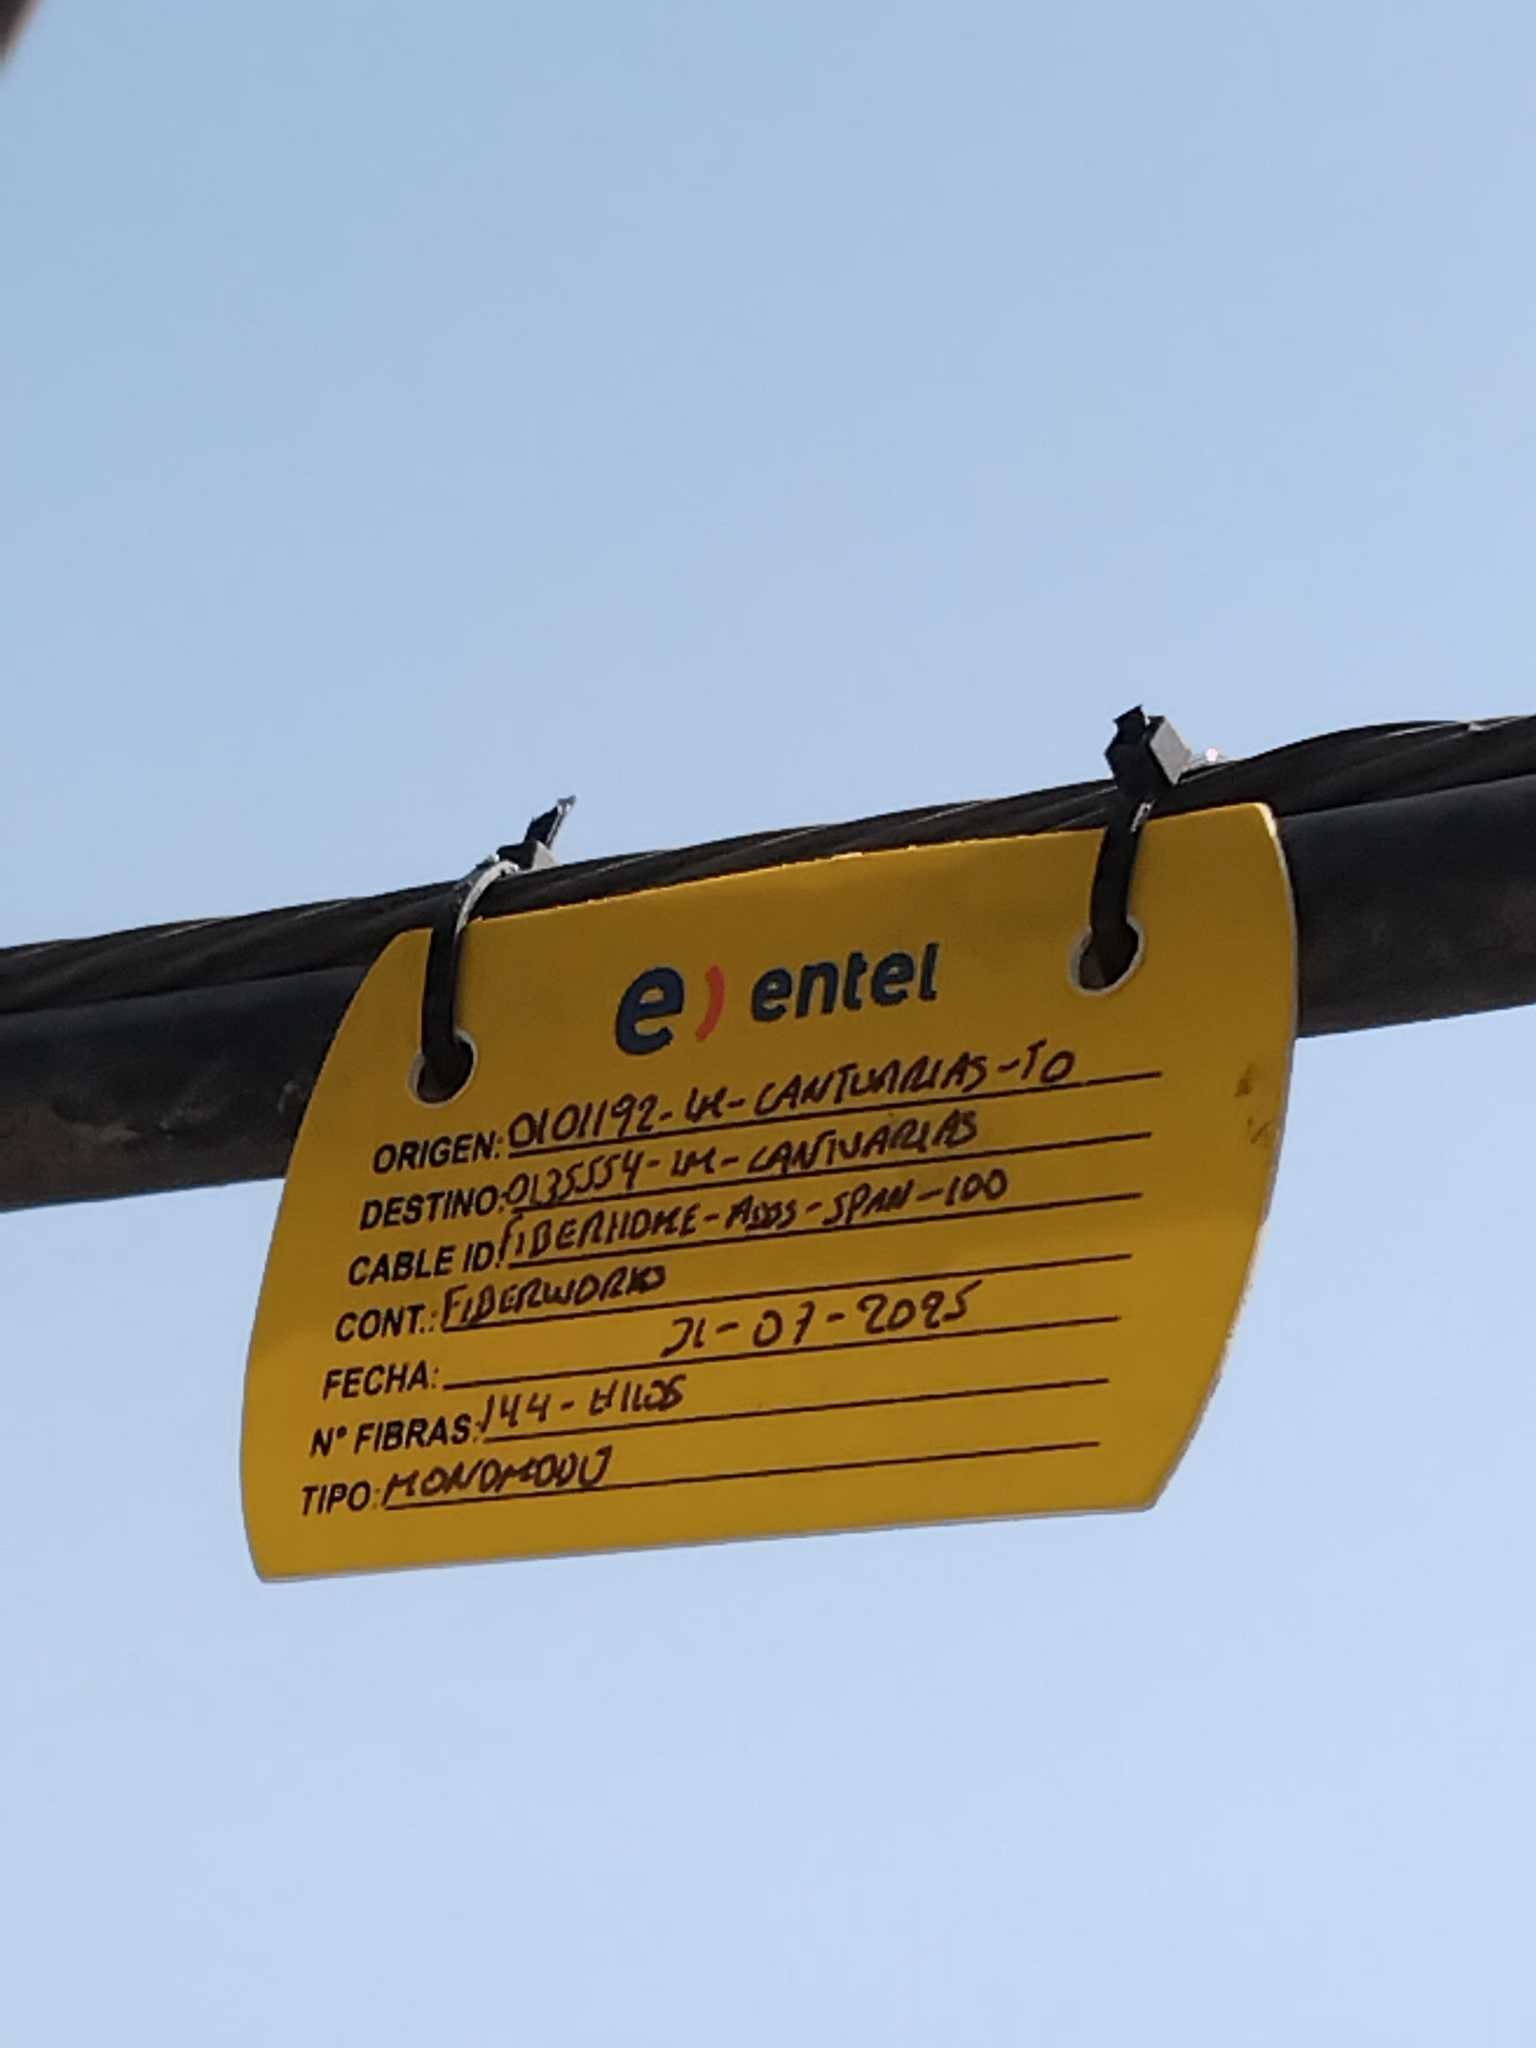 e) entel
ORIGEN: 0101192-LM-CANTUARIAS-TO
DESTINO: 0135554-LM-CANTUARIAS
CABLE ID: FIBERHOME-ADSS-SPAN-100
CONT.: FIBERWORKS
FECHA: 21-07-2025
N° FIBRAS: 144-HILOS
TIPO: MONOMODO